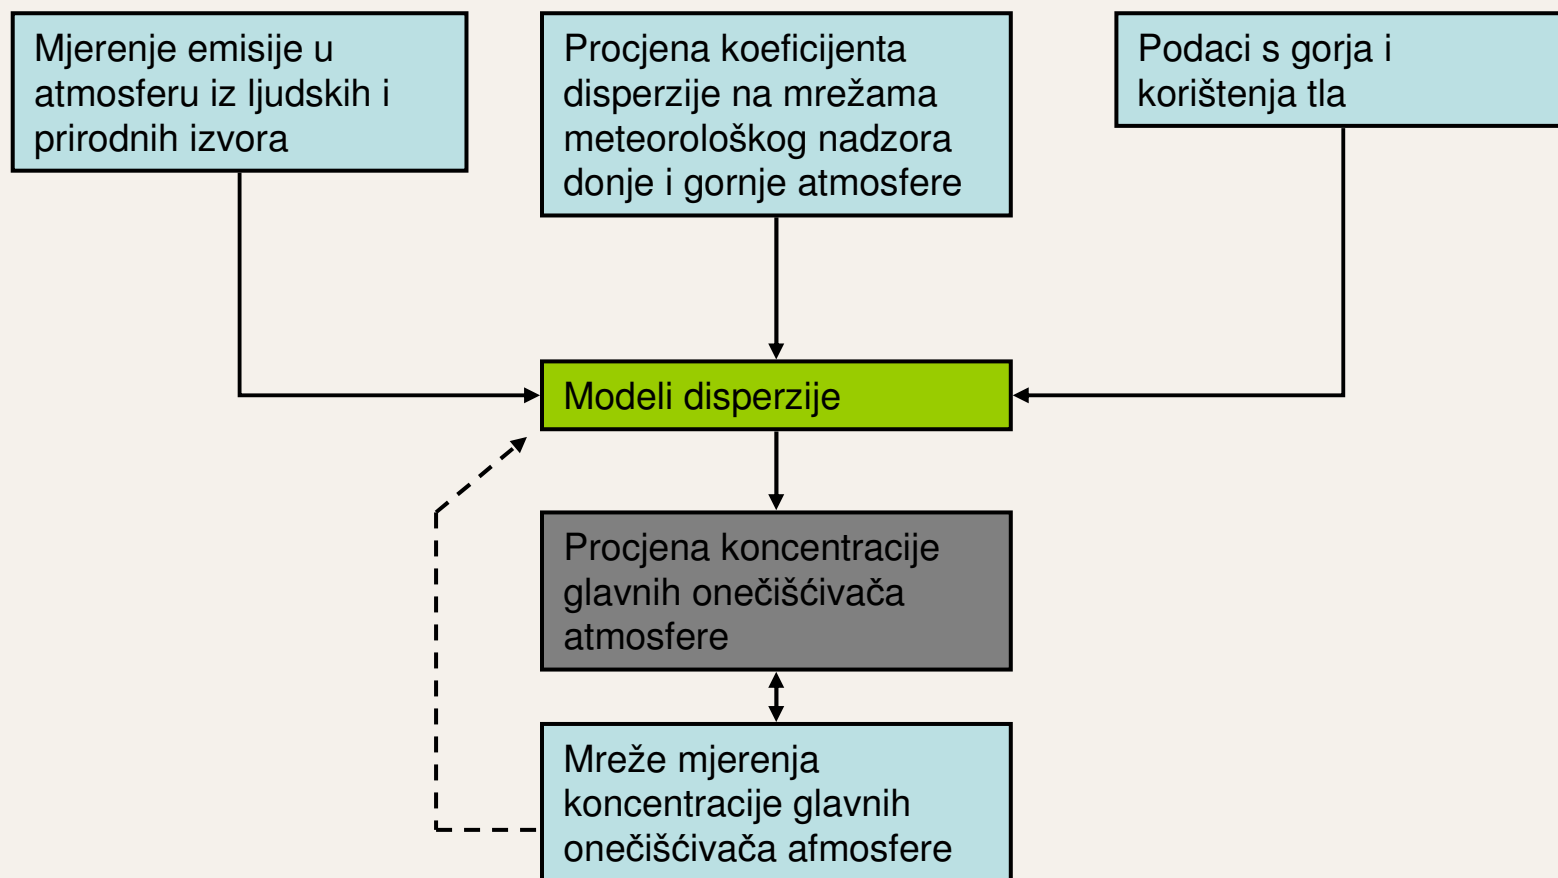 Mjerenje emisije u
atmosferu iz ljudskih i
prirodnih izvora
Procjena koeficijenta
disperzije na mrežama
meteorološkog nadzora
donje i gornje atmosfere
Podaci s gorja i
korištenja tla
Modeli disperzije
Procjena koncentracije
glavnih onečišćivača
atmosfere
Mreže mjerenja
koncentracije glavnih
onečišćivača afmosfere